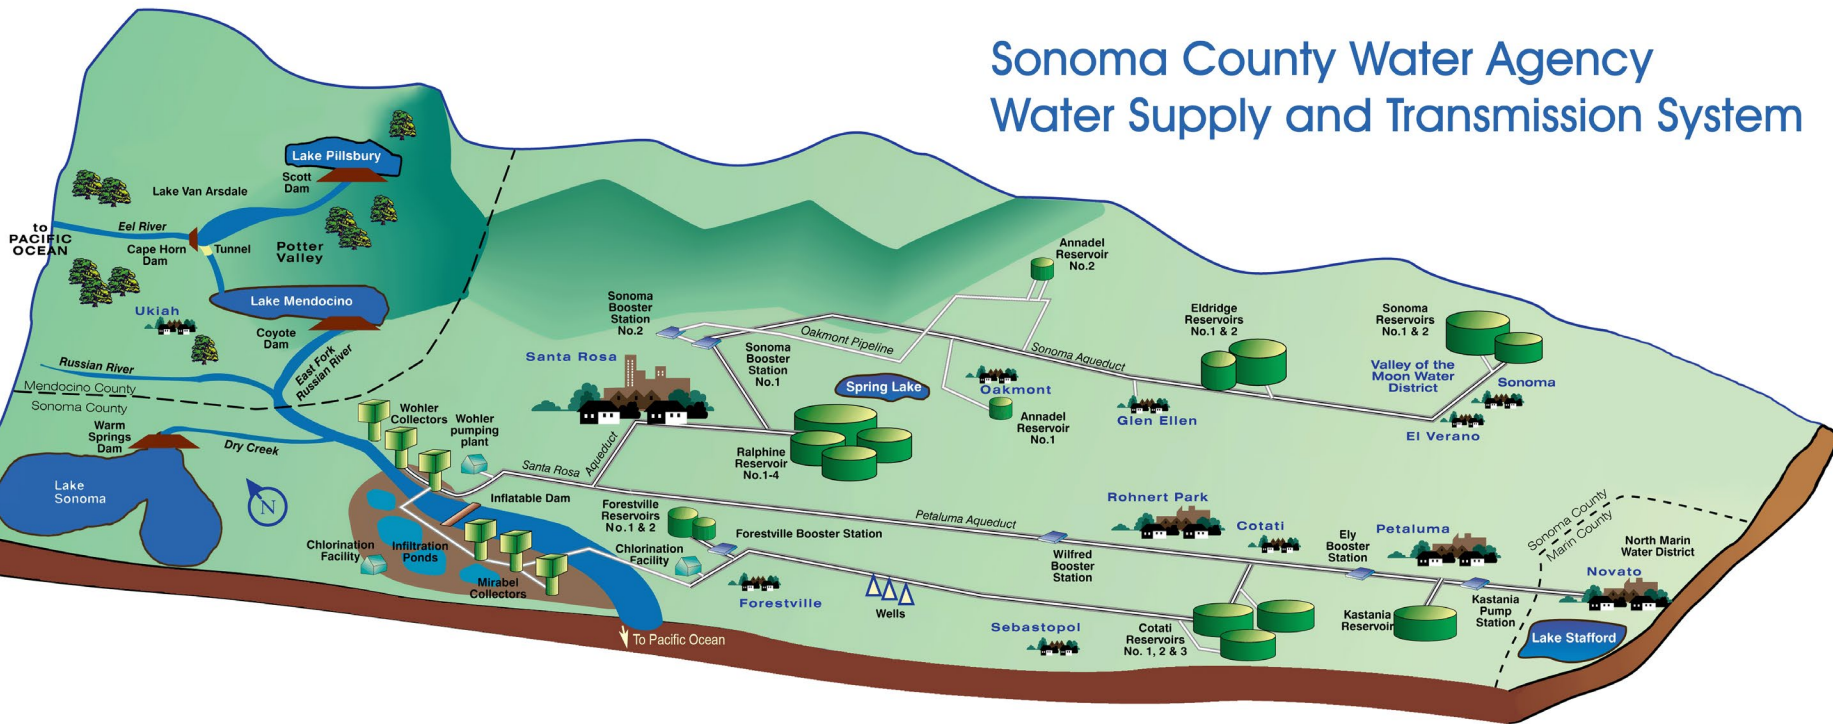 Sonoma County Water Agency
Water Supply and Transmission System
Lake Pillsbury
Scott
Dam
Lake Van Arsdale
Eel River
to
PACIFIC
OCEAN
Cape Horn
Dam
Tunnel
Potter
Valley
Lake Mendocino
Ukiah
Coyote
Dam
Russian River
East Fork
Russian River
Mendocino County
Sonoma County
Warm
Springs
Dam
Dry Creek
Lake
Sonoma
N
Wohler
Collectors
Wohler
pumping
plant
Inflatable Dam
Chlorination
Facility
Infiltration
Ponds
Mirabel
Collectors
To Pacific Ocean
Santa Rosa
Aqueduct
Santa Rosa
Sonoma
Booster
Station
No.2
Sonoma
Booster
Station
No.1
Oakmont Pipeline
Sonoma Aqueduct
Annadel
Reservoir
No.2
Spring Lake
Oakmont
Annadel
Reservoir
No.1
Ralphine
Reservoir
No.1-4
Glen Ellen
Eldridge
Reservoirs
No.1 & 2
Sonoma
Reservoirs
No.1 & 2
Valley of the
Moon Water
District
Sonoma
El Verano
Forestville
Reservoirs
No.1 & 2
Forestville Booster Station
Chlorination
Facility
Forestville
Wells
Petaluma Aqueduct
Wilfred
Booster
Station
Rohnert Park
Cotati
Sebastopol
Cotati
Reservoirs
No. 1, 2 & 3
Ely
Booster
Station
Petaluma
Kastania
Reservoir
Kastania
Pump
Station
Sonoma County
Marin County
North Marin
Water District
Novato
Lake Stafford